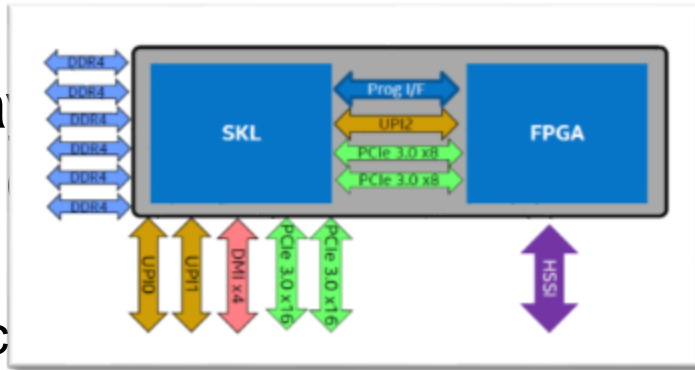 DDR4
DDR4
DDR4
DDR4
DDR4
DDR4
SKL
Prog I/F
UPI2
PCIe 3.0 x8
PCIe 3.0 x8
FPGA
UPI0
UPI1
DMI x4
PCIe 3.0 x16
PCIe 3.0 x16
HSSI